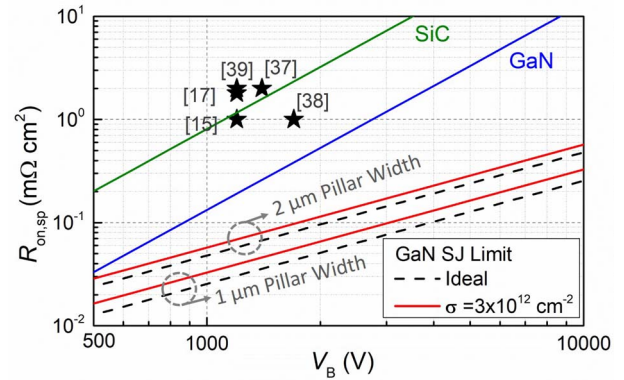 10¹
SiC
[39] [37]
GaN
[17]
[38]
10⁰
[15]
R_on,sp (mΩ cm²)
2 μm Pillar Width
10⁻¹
GaN SJ Limit
Ideal
σ =3x10¹² cm⁻²
1 μm Pillar Width
10⁻²
500 1000 10000
V_B (V)